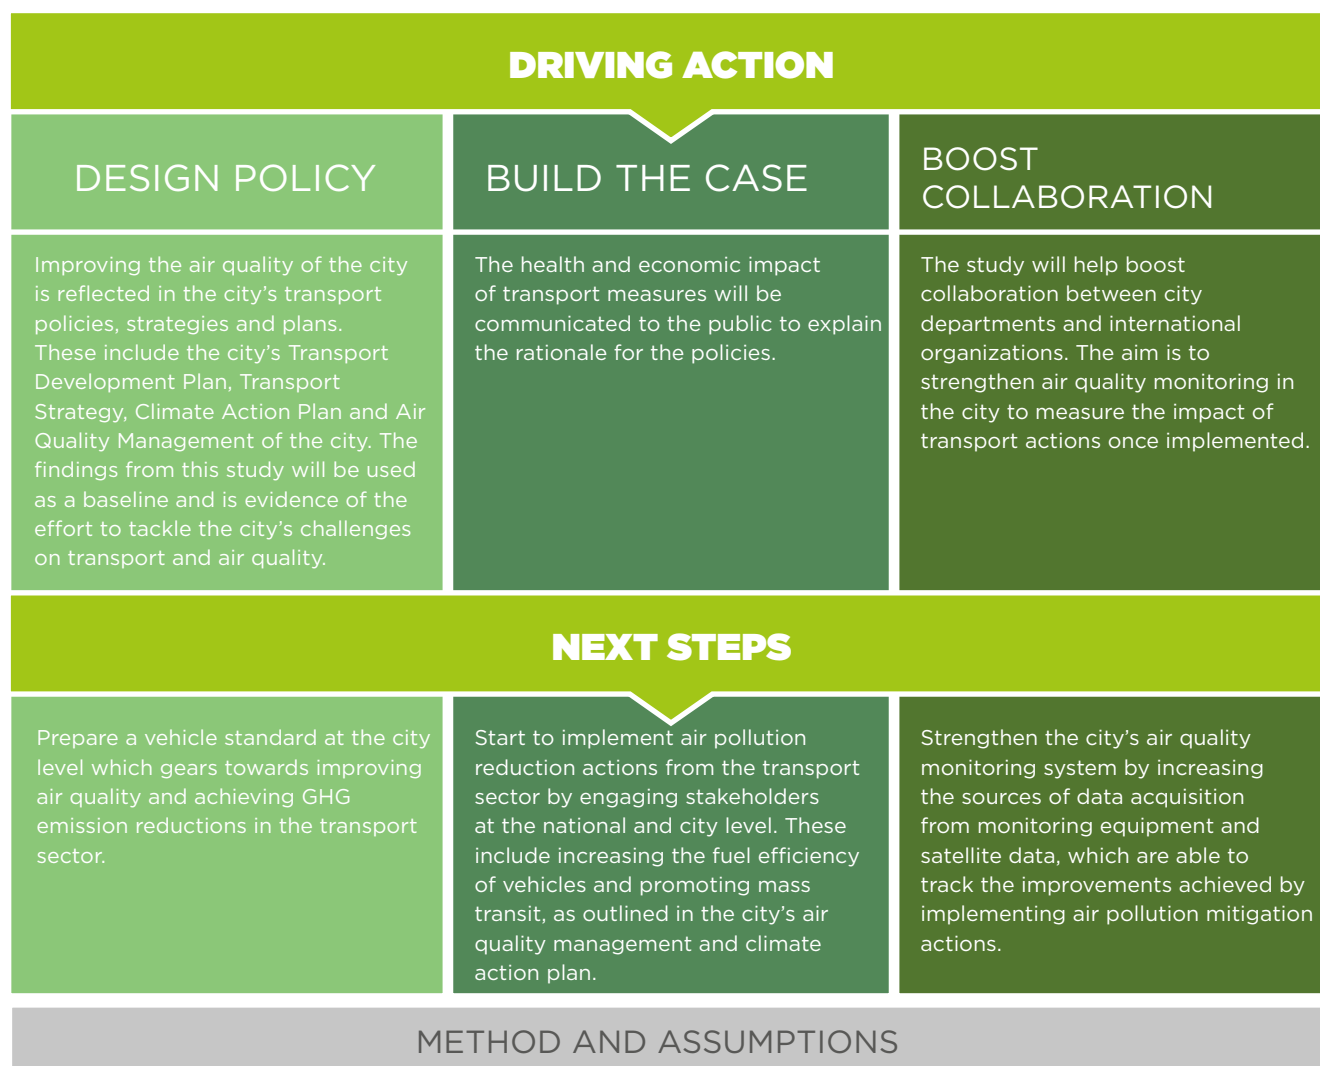 DRIVING ACTION
DESIGN POLICY
Improving the air quality of the city
is reflected in the city’s transport
policies, strategies and plans.
These include the city’s Transport
Development Plan, Transport
Strategy, Climate Action Plan and Air
Quality Management of the city. The
findings from this study will be used
as a baseline and is evidence of the
effort to tackle the city’s challenges
on transport and air quality.
BUILD THE CASE
The health and economic impact
of transport measures will be
communicated to the public to explain
the rationale for the policies.
BOOST
COLLABORATION
The study will help boost
collaboration between city
departments and international
organizations. The aim is to
strengthen air quality monitoring in
the city to measure the impact of
transport actions once implemented.
NEXT STEPS
Prepare a vehicle standard at the city
level which gears towards improving
air quality and achieving GHG
emission reductions in the transport
sector.
Start to implement air pollution
reduction actions from the transport
sector by engaging stakeholders
at the national and city level. These
include increasing the fuel efficiency
of vehicles and promoting mass
transit, as outlined in the city’s air
quality management and climate
action plan.
Strengthen the city’s air quality
monitoring system by increasing
the sources of data acquisition
from monitoring equipment and
satellite data, which are able to
track the improvements achieved by
implementing air pollution mitigation
actions.
METHOD AND ASSUMPTIONS